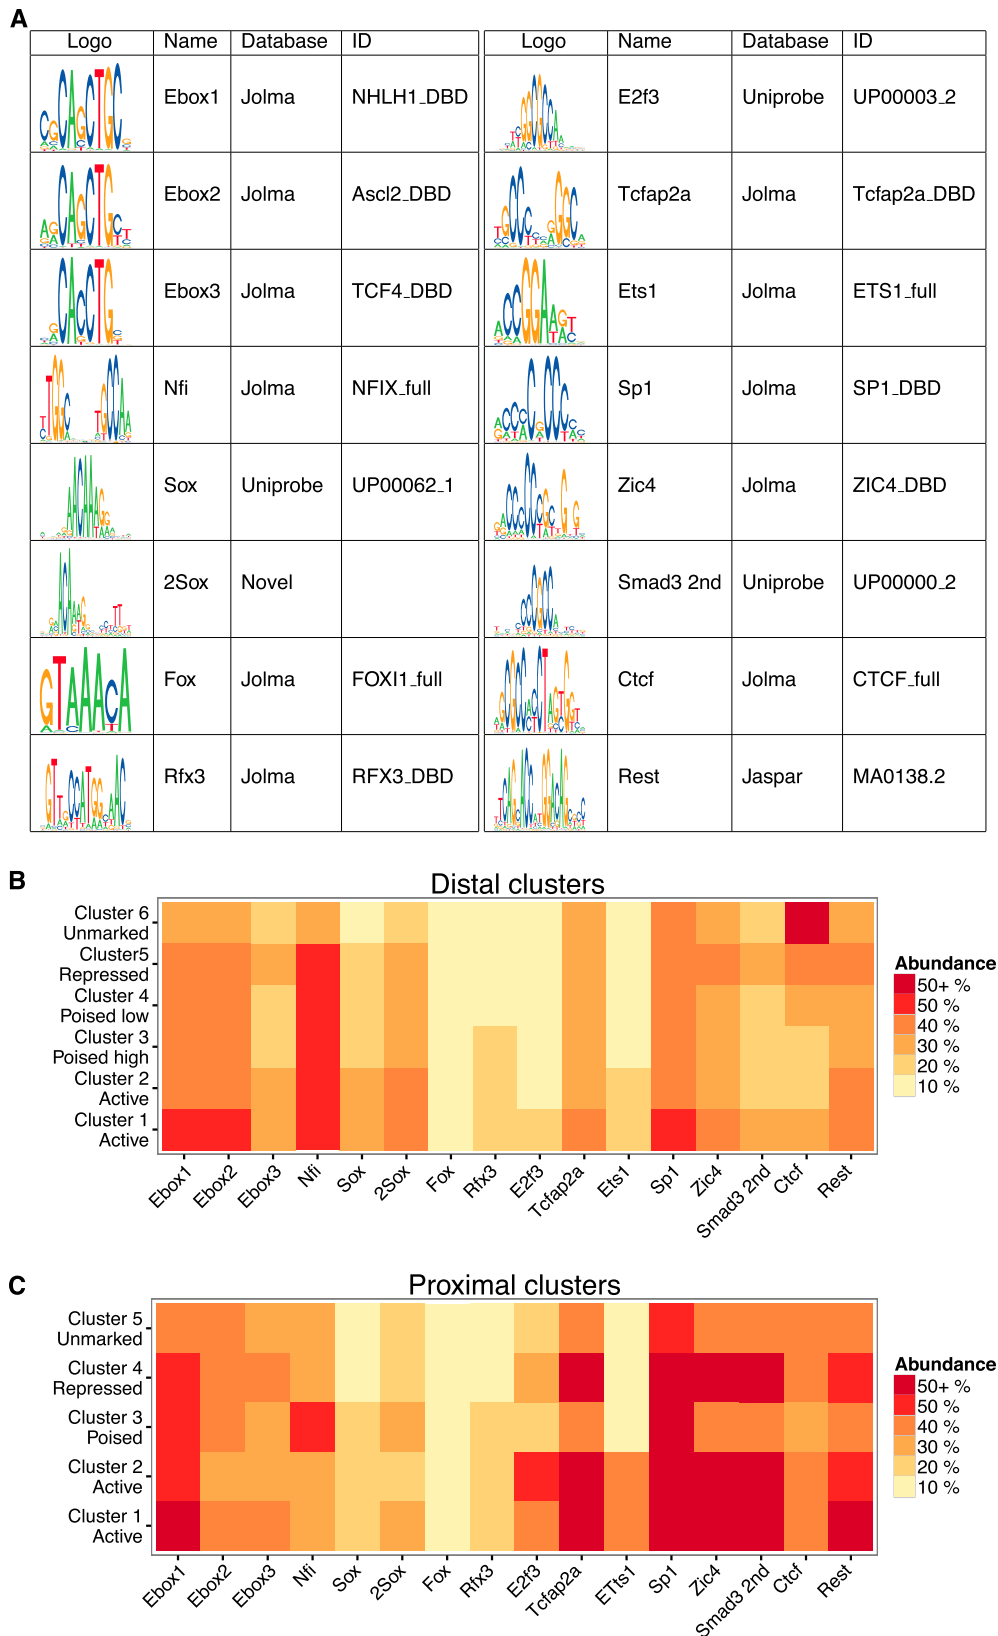 A
Logo Name Database ID Logo Name Database ID
Ebox1 Jolma NHLH1_DBD E2f3 Uniprobe UP00003_2
Ebox2 Jolma Ascl2_DBD Tcfap2a Jolma Tcfap2a_DBD
Ebox3 Jolma TCF4_DBD Ets1 Jolma ETS1_full
Nfi Jolma NFIX_full Sp1 Jolma SP1_DBD
Sox Uniprobe UP00062_1 Zic4 Jolma ZIC4_DBD
2Sox Novel Smad3 2nd Uniprobe UP00000_2
Fox Jolma FOXI1_full Ctcf Jolma CTCF_full
Rfx3 Jolma RFX3_DBD Rest Jaspar MA0138.2
B
Distal clusters
Cluster 6
Unmarked
Cluster5
Repressed
Cluster 4
Poised low
Cluster 3
Poised high
Cluster 2
Active
Cluster 1
Active
Ebox1 Ebox2 Ebox3 Nfi Sox 2Sox Fox Rfx3 E2f3 Tcfap2a Ets1 Sp1 Zic4 Smad3 2nd Ctcf Rest
Abundance
50+ %
50 %
40 %
30 %
20 %
10 %
C
Proximal clusters
Cluster 5
Unmarked
Cluster 4
Repressed
Cluster 3
Poised
Cluster 2
Active
Cluster 1
Active
Ebox1 Ebox2 Ebox3 Nfi Sox 2Sox Fox Rfx3 E2f3 Tcfap2a ETts1 Sp1 Zic4 Smad3 2nd Ctcf Rest
Abundance
50+ %
50 %
40 %
30 %
20 %
10 %